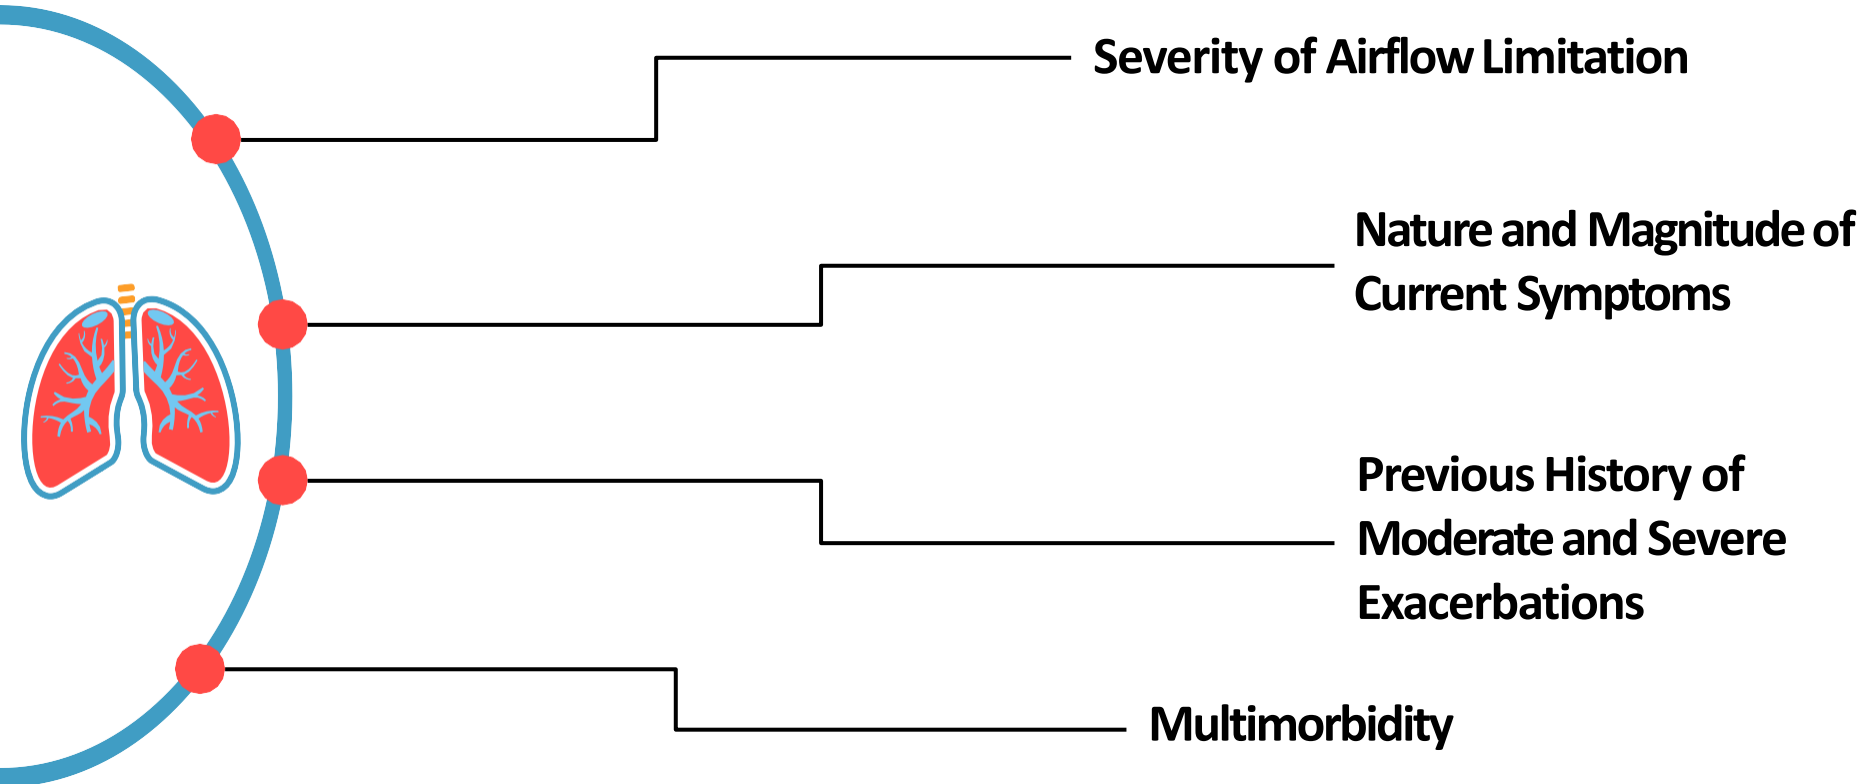 Severity of Airflow Limitation
Nature and Magnitude of
Current Symptoms
Previous History of
Moderate and Severe
Exacerbations
Multimorbidity